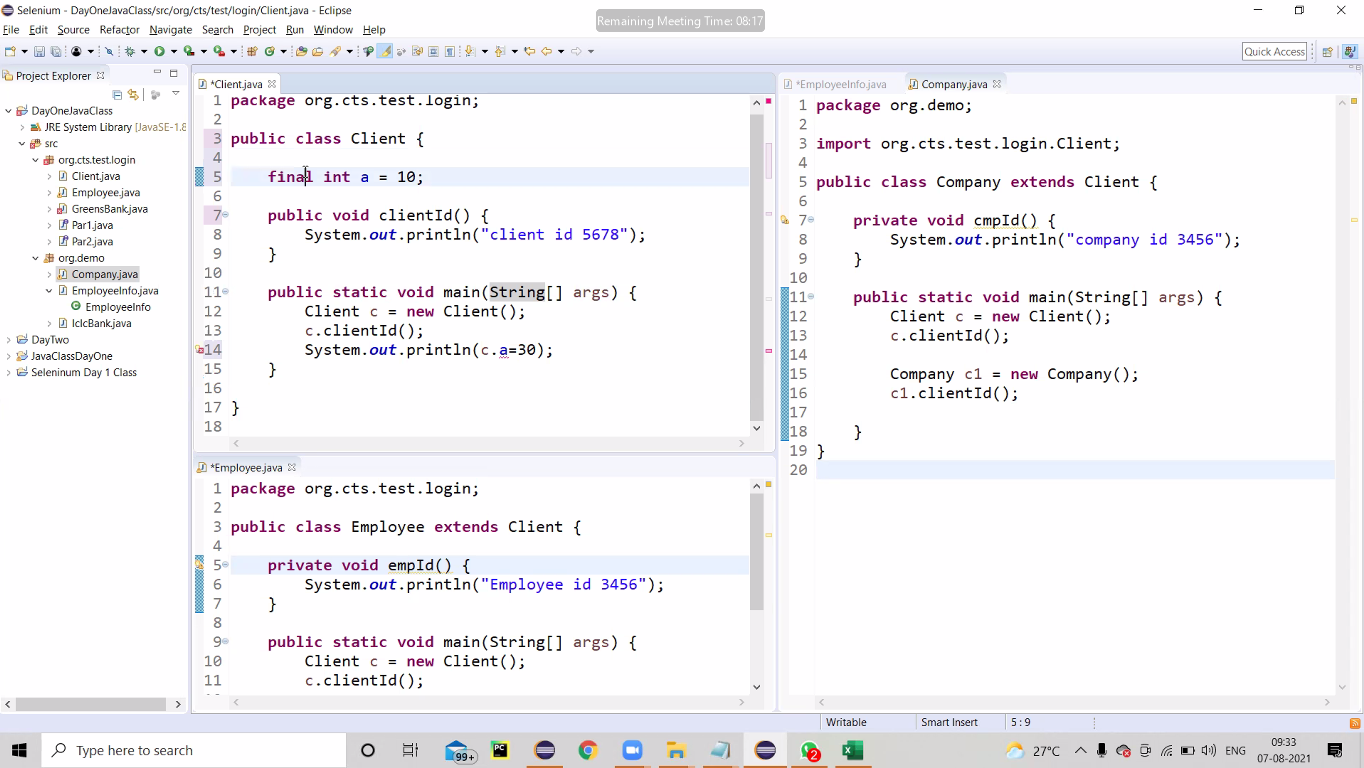 Selenium - DayOneJavaClass/src/org/cts/test/login/Client.java - Eclipse
Remaining Meeting Time: 08:17
File Edit Source Refactor Navigate Search Project Run Window Help
Quick Access
Project Explorer
DayOneJavaClass
JRE System Library [JavaSE-1.8
src
org.cts.test.login
Client.java
Employee.java
GreensBank.java
Par1.java
Par2.java
org.demo
Company.java
EmployeeInfo.java
EmployeeInfo
IcIcBank.java
DayTwo
JavaClassDayOne
Seleninum Day 1 Class
*Client.java
1 package org.cts.test.login;
2
3 public class Client {
4
5 final int a = 10;
6
7 public void clientId() {
8 System.out.println("client id 5678");
9 }
10
11 public static void main(String[] args) {
12 Client c = new Client();
13 c.clientId();
14 System.out.println(c.a=30);
15 }
16
17 }
18
*Employee.java
1 package org.cts.test.login;
2
3 public class Employee extends Client {
4
5 private void empId() {
6 System.out.println("Employee id 3456");
7 }
8
9 public static void main(String[] args) {
10 Client c = new Client();
11 c.clientId();
*EmployeeInfo.java Company.java
1 package org.demo;
2
3 import org.cts.test.login.Client;
4
5 public class Company extends Client {
6
7 private void cmpId() {
8 System.out.println("company id 3456");
9 }
10
11 public static void main(String[] args) {
12 Client c = new Client();
13 c.clientId();
14
15 Company c1 = new Company();
16 c1.clientId();
17
18 }
19 }
20
Writable Smart Insert 5 : 9
Type here to search
99+
PC
2
27°C
ENG
09:33
07-08-2021